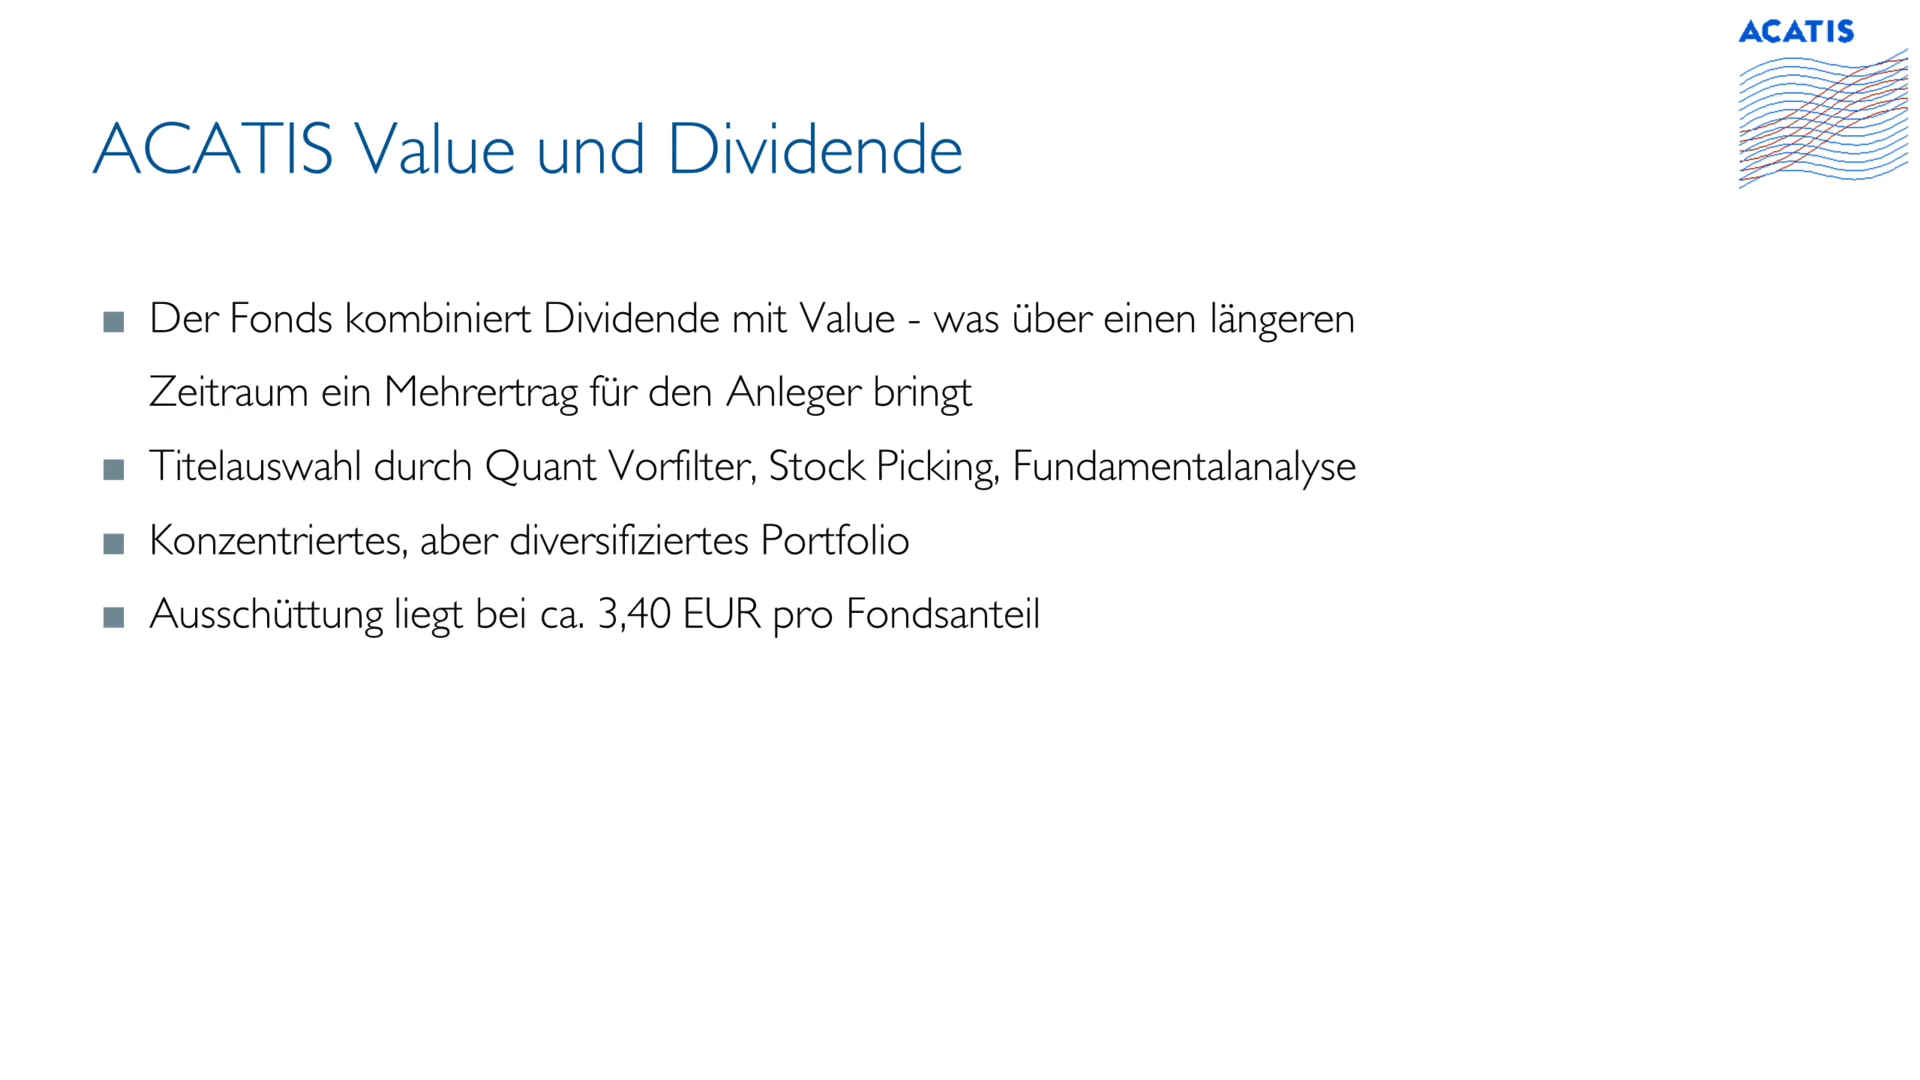 ACATIS
ACATIS Value und Dividende
■ Der Fonds kombiniert Dividende mit Value - was über einen längeren
Zeitraum ein Mehrertrag für den Anleger bringt
■ Titelauswahl durch Quant Vorfilter, Stock Picking, Fundamentalanalyse
■ Konzentriertes, aber diversifiziertes Portfolio
■ Ausschüttung liegt bei ca. 3,40 EUR pro Fondsanteil